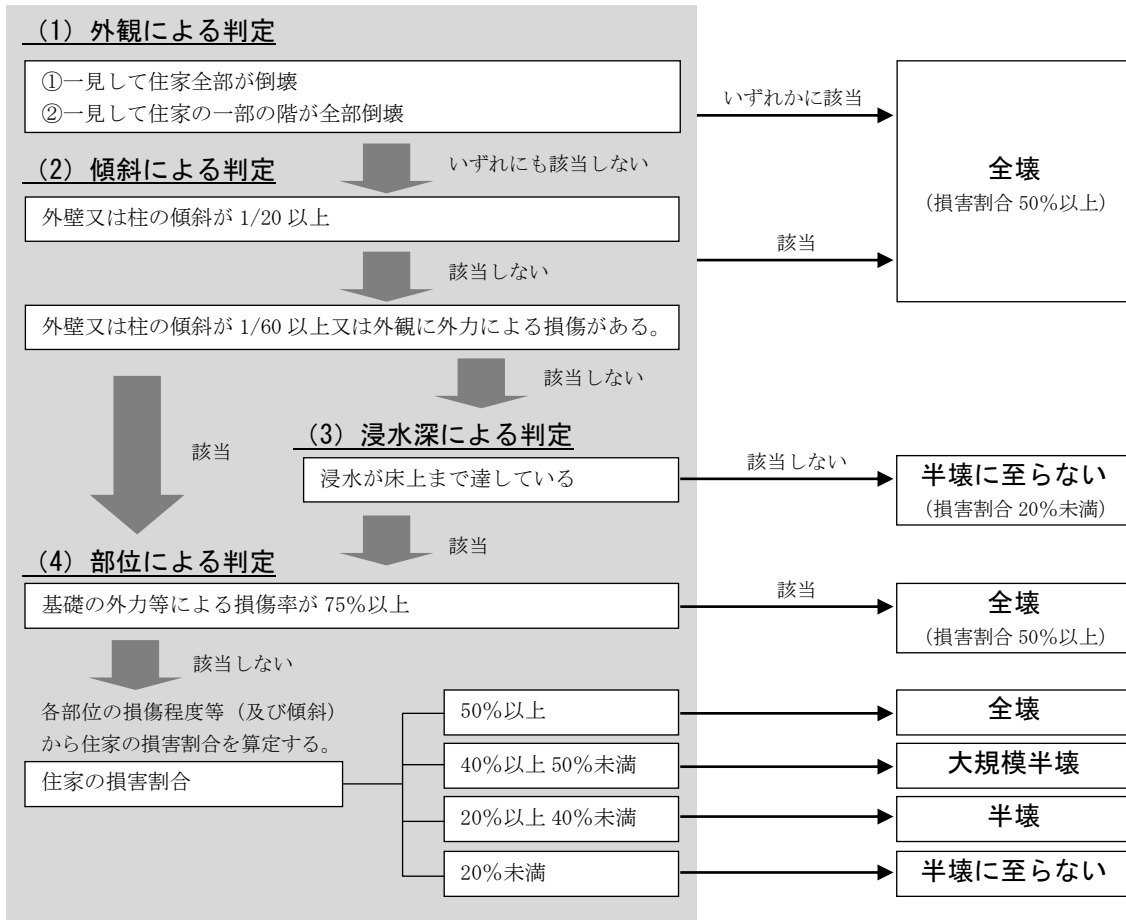 (1) 外観による判定
①一見して住家全部が倒壊
②一見して住家の一部の階が全部倒壊
いずれかに該当
全壊
(損害割合 50%以上)
いずれにも該当しない
(2) 傾斜による判定
外壁又は柱の傾斜が 1/20 以上
該当
該当しない
外壁又は柱の傾斜が 1/60 以上又は外観に外力による損傷がある。
該当しない
該当
(3) 浸水深による判定
浸水が床上まで達している
該当しない
半壊に至らない
(損害割合 20%未満)
該当
(4) 部位による判定
基礎の外力等による損傷率が 75%以上
該当
全壊
(損害割合 50%以上)
該当しない
各部位の損傷程度等 (及び傾斜)
から住家の損害割合を算定する。
住家の損害割合
50%以上
全壊
40%以上 50%未満
大規模半壊
20%以上 40%未満
半壊
20%未満
半壊に至らない